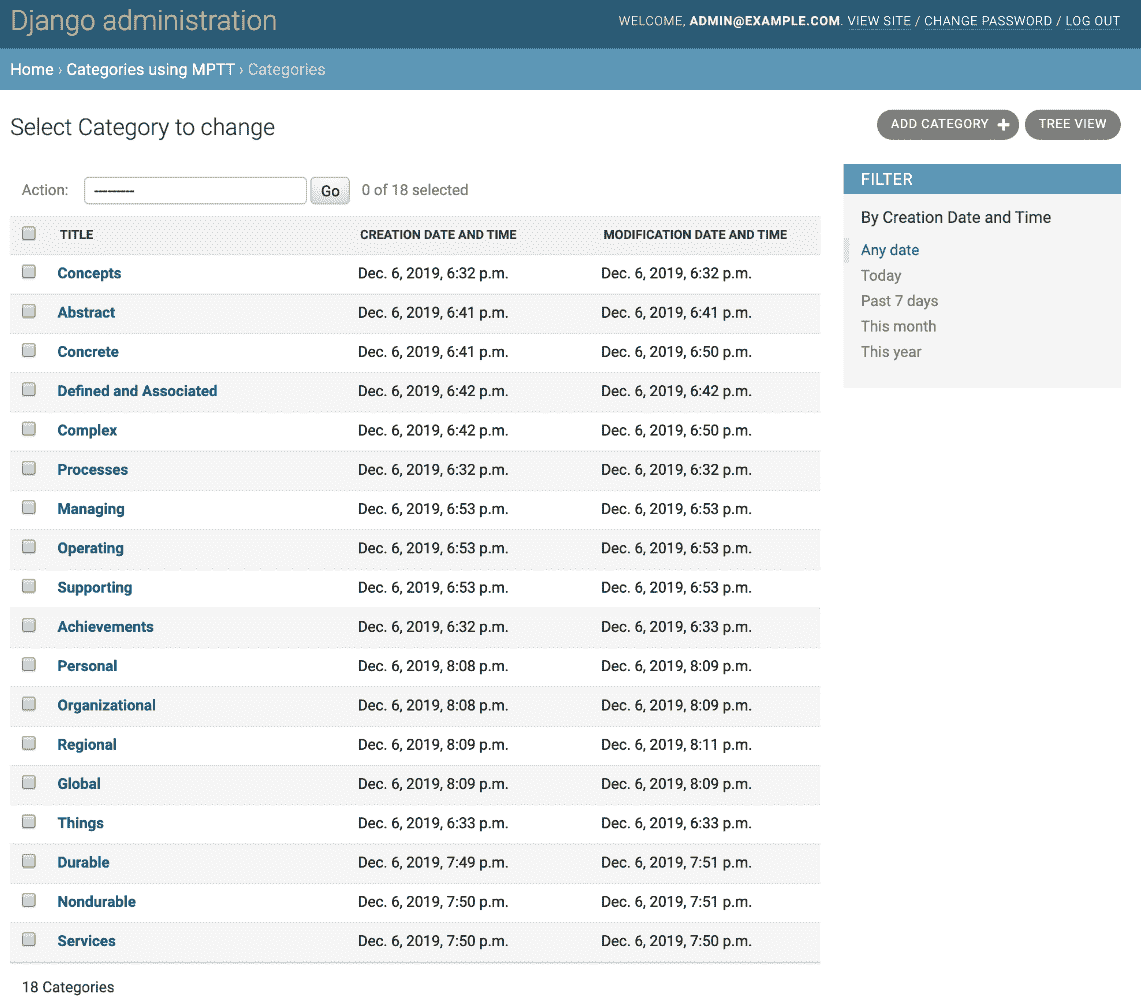 Django administration
WELCOME, ADMIN@EXAMPLE.COM. VIEW SITE / CHANGE PASSWORD / LOG OUT
Home › Categories using MPTT › Categories
Select Category to change
ADD CATEGORY + TREE VIEW
Action: --------- Go 0 of 18 selected
TITLE CREATION DATE AND TIME MODIFICATION DATE AND TIME
Concepts Dec. 6, 2019, 6:32 p.m. Dec. 6, 2019, 6:32 p.m.
Abstract Dec. 6, 2019, 6:41 p.m. Dec. 6, 2019, 6:41 p.m.
Concrete Dec. 6, 2019, 6:41 p.m. Dec. 6, 2019, 6:50 p.m.
Defined and Associated Dec. 6, 2019, 6:42 p.m. Dec. 6, 2019, 6:42 p.m.
Complex Dec. 6, 2019, 6:42 p.m. Dec. 6, 2019, 6:50 p.m.
Processes Dec. 6, 2019, 6:32 p.m. Dec. 6, 2019, 6:32 p.m.
Managing Dec. 6, 2019, 6:53 p.m. Dec. 6, 2019, 6:53 p.m.
Operating Dec. 6, 2019, 6:53 p.m. Dec. 6, 2019, 6:53 p.m.
Supporting Dec. 6, 2019, 6:53 p.m. Dec. 6, 2019, 6:53 p.m.
Achievements Dec. 6, 2019, 6:32 p.m. Dec. 6, 2019, 6:33 p.m.
Personal Dec. 6, 2019, 8:08 p.m. Dec. 6, 2019, 8:09 p.m.
Organizational Dec. 6, 2019, 8:08 p.m. Dec. 6, 2019, 8:09 p.m.
Regional Dec. 6, 2019, 8:09 p.m. Dec. 6, 2019, 8:11 p.m.
Global Dec. 6, 2019, 8:09 p.m. Dec. 6, 2019, 8:09 p.m.
Things Dec. 6, 2019, 6:33 p.m. Dec. 6, 2019, 6:33 p.m.
Durable Dec. 6, 2019, 7:49 p.m. Dec. 6, 2019, 7:51 p.m.
Nondurable Dec. 6, 2019, 7:50 p.m. Dec. 6, 2019, 7:51 p.m.
Services Dec. 6, 2019, 7:50 p.m. Dec. 6, 2019, 7:50 p.m.
18 Categories
FILTER
By Creation Date and Time
Any date
Today
Past 7 days
This month
This year